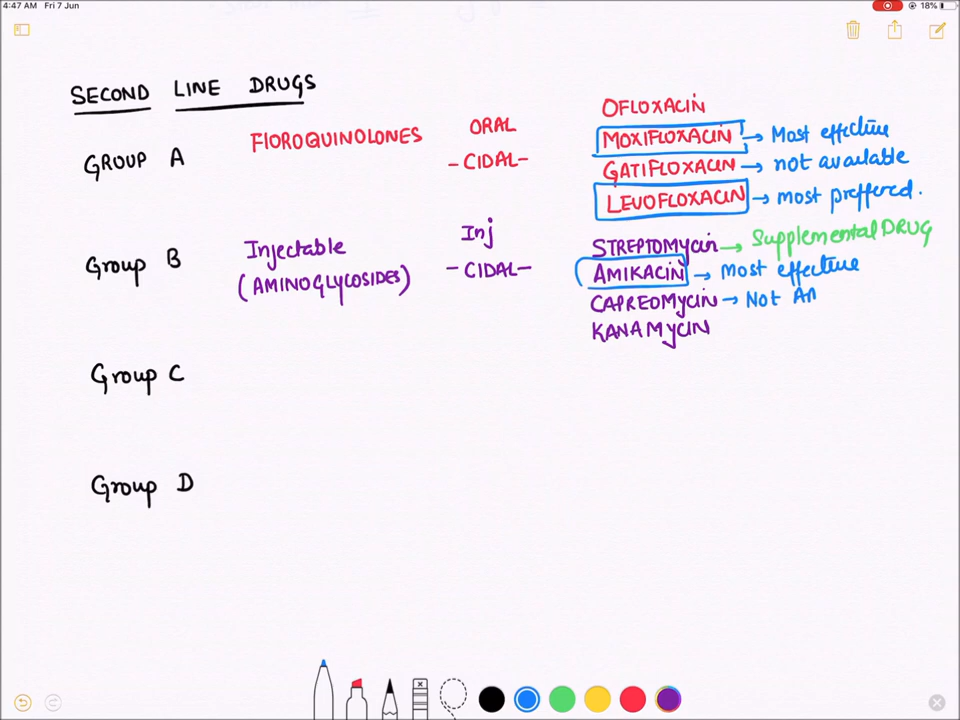 4:47 AM Fri 7 Jun
18%
SECOND LINE DRUGS
GROUP A
FlOROQUINOLONES
ORAL
-CIDAL-
OFLOXACIN
MOXIFLOXACIN → Most effective
GATIFLOXACIN → not available
LEVOFLOXACIN → most preffered.
Group B
Injectable
(AMINOGLYCOSIDES)
Inj
-CIDAL-
STREPTOMycin → Supplemental DRUG
AMIKACIN → Most effective
CAPREOMycin → Not Am
KANAMYCIN
Group C
Group D